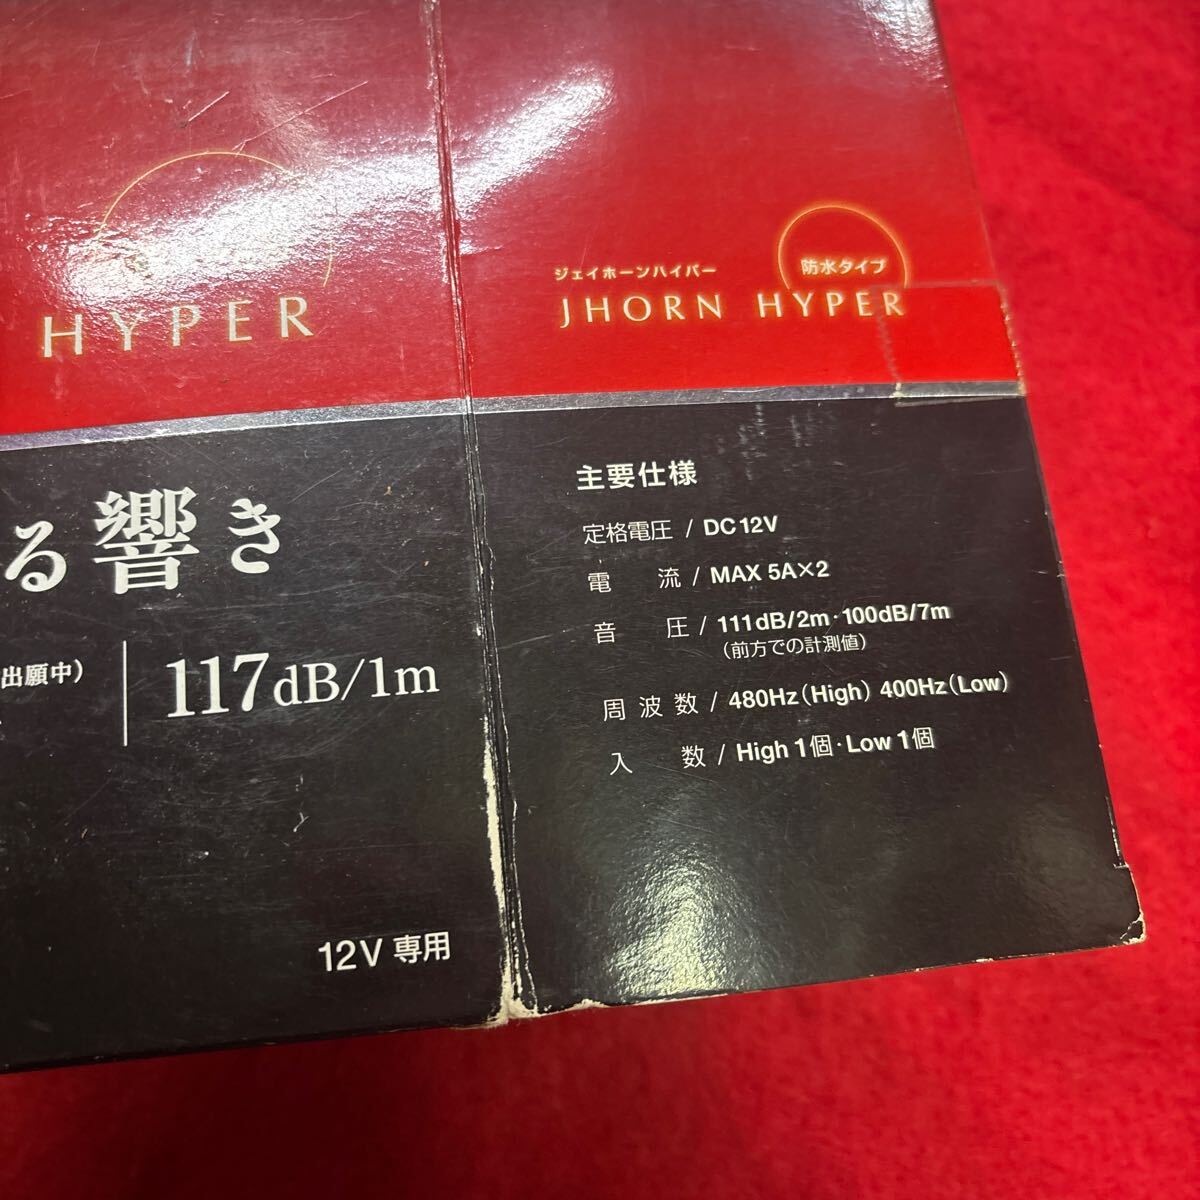 HYPER
る響き
出願中)
117dB/1m
12V 専用
ジェイホーンハイパー
防水タイプ
JHORN HYPER
主要仕様
定格電圧 / DC12V
電 流 / MAX 5A×2
音 圧 / 111dB/2m・100dB/7m
(前方での計測値)
周波数 / 480Hz(High) 400Hz(Low)
入 数 / High 1個・Low 1個